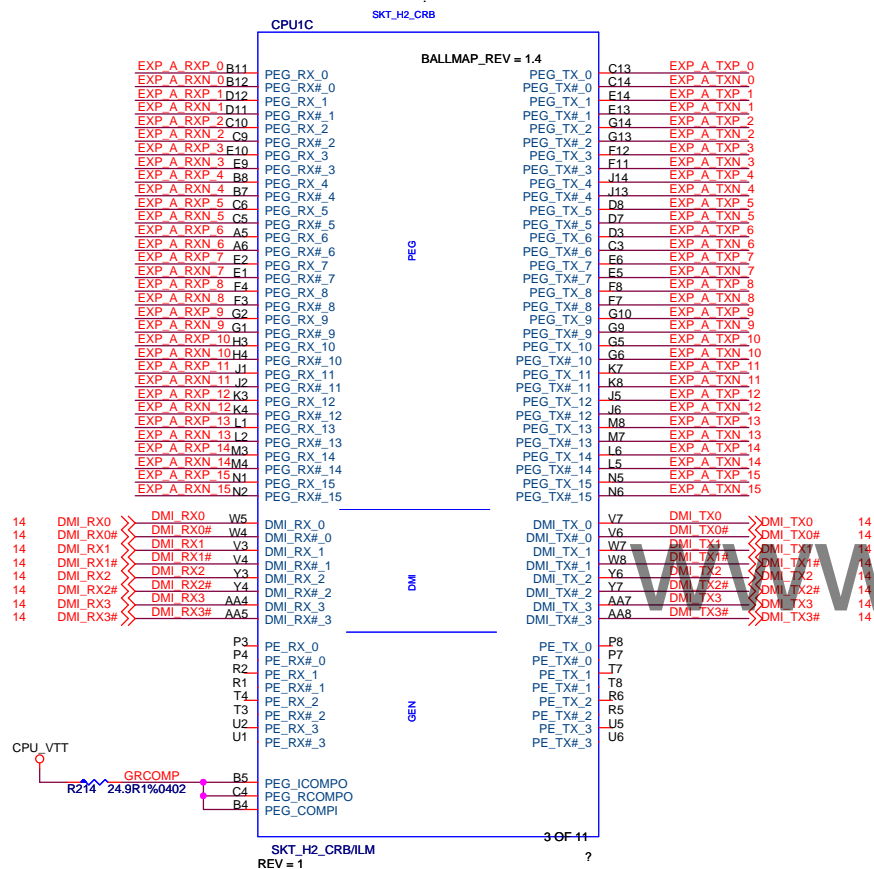 SKT_H2_CRB
CPU1C
BALLMAP_REV = 1.4
EXP_A_RXP_0 B11 PEG_RX_0 PEG_TX_0 C13 EXP_A_TXP_0
EXP_A_RXN_0 B12 PEG_RX#_0 PEG_TX#_0 C14 EXP_A_TXN_0
EXP_A_RXP_1 D12 PEG_RX_1 PEG_TX_1 E14 EXP_A_TXP_1
EXP_A_RXN_1 D11 PEG_RX#_1 PEG_TX#_1 E13 EXP_A_TXN_1
EXP_A_RXP_2 C10 PEG_RX_2 PEG_TX_2 G14 EXP_A_TXP_2
EXP_A_RXN_2 C9 PEG_RX#_2 PEG_TX#_2 G13 EXP_A_TXN_2
EXP_A_RXP_3 E10 PEG_RX_3 PEG_TX_3 F12 EXP_A_TXP_3
EXP_A_RXN_3 E9 PEG_RX#_3 PEG_TX#_3 F11 EXP_A_TXN_3
EXP_A_RXP_4 B8 PEG_RX_4 PEG_TX_4 J14 EXP_A_TXP_4
EXP_A_RXN_4 B7 PEG_RX#_4 PEG_TX#_4 J13 EXP_A_TXN_4
EXP_A_RXP_5 C6 PEG_RX_5 PEG_TX_5 D8 EXP_A_TXP_5
EXP_A_RXN_5 C5 PEG_RX#_5 PEG_TX#_5 D7 EXP_A_TXN_5
EXP_A_RXP_6 A5 PEG_RX_6 PEG_TX_6 D3 EXP_A_TXP_6
EXP_A_RXN_6 A6 PEG_RX#_6 PEG_TX#_6 C3 EXP_A_TXN_6
EXP_A_RXP_7 E2 PEG_RX_7 PEG_TX_7 E6 EXP_A_TXP_7
EXP_A_RXN_7 E1 PEG_RX#_7 PEG_TX#_7 E5 EXP_A_TXN_7
EXP_A_RXP_8 F4 PEG_RX_8 PEG_TX_8 F8 EXP_A_TXP_8
EXP_A_RXN_8 F3 PEG_RX#_8 PEG_TX#_8 F7 EXP_A_TXN_8
EXP_A_RXP_9 G2 PEG_RX_9 PEG_TX_9 G10 EXP_A_TXP_9
EXP_A_RXN_9 G1 PEG_RX#_9 PEG_TX#_9 G9 EXP_A_TXN_9
EXP_A_RXP_10 H3 PEG_RX_10 PEG_TX_10 G5 EXP_A_TXP_10
EXP_A_RXN_10 H4 PEG_RX#_10 PEG_TX#_10 G6 EXP_A_TXN_10
EXP_A_RXP_11 J1 PEG_RX_11 PEG_TX_11 K7 EXP_A_TXP_11
EXP_A_RXN_11 J2 PEG_RX#_11 PEG_TX#_11 K8 EXP_A_TXN_11
EXP_A_RXP_12 K3 PEG_RX_12 PEG_TX_12 J5 EXP_A_TXP_12
EXP_A_RXN_12 K4 PEG_RX#_12 PEG_TX#_12 J6 EXP_A_TXN_12
EXP_A_RXP_13 L1 PEG_RX_13 PEG_TX_13 M8 EXP_A_TXP_13
EXP_A_RXN_13 L2 PEG_RX#_13 PEG_TX#_13 M7 EXP_A_TXN_13
EXP_A_RXP_14 M3 PEG_RX_14 PEG_TX_14 L6 EXP_A_TXP_14
EXP_A_RXN_14 M4 PEG_RX#_14 PEG_TX#_14 L5 EXP_A_TXN_14
EXP_A_RXP_15 N1 PEG_RX_15 PEG_TX_15 N5 EXP_A_TXP_15
EXP_A_RXN_15 N2 PEG_RX#_15 PEG_TX#_15 N6 EXP_A_TXN_15
PEG
14 DMI_RX0 DMI_RX0 W5 DMI_RX_0 DMI_TX_0 V7 DMI_TX0 DMI_TX0 14
14 DMI_RX0# DMI_RX0# W4 DMI_RX#_0 DMI_TX#_0 V6 DMI_TX0# DMI_TX0# 14
14 DMI_RX1 DMI_RX1 V3 DMI_RX_1 DMI_TX_1 W7 DMI_TX1 DMI_TX1 14
14 DMI_RX1# DMI_RX1# V4 DMI_RX#_1 DMI_TX#_1 W8 DMI_TX1# DMI_TX1# 14
14 DMI_RX2 DMI_RX2 Y3 DMI_RX_2 DMI_TX_2 Y6 DMI_TX2 DMI_TX2 14
14 DMI_RX2# DMI_RX2# Y4 DMI_RX#_2 DMI_TX#_2 Y7 DMI_TX2# DMI_TX2# 14
14 DMI_RX3 DMI_RX3 AA4 DMI_RX_3 DMI_TX_3 AA7 DMI_TX3 DMI_TX3 14
14 DMI_RX3# DMI_RX3# AA5 DMI_RX#_3 DMI_TX#_3 AA8 DMI_TX3# DMI_TX3# 14
DMI
WWW
P3 PE_RX_0 PE_TX_0 P8
P4 PE_RX#_0 PE_TX#_0 P7
R2 PE_RX_1 PE_TX_1 T7
R1 PE_RX#_1 PE_TX#_1 T8
T4 PE_RX_2 PE_TX_2 R6
T3 PE_RX#_2 PE_TX#_2 R5
U2 PE_RX_3 PE_TX_3 U5
U1 PE_RX#_3 PE_TX#_3 U6
GEN
CPU_VTT
GRCOMP B5 PEG_ICOMPO
R214 24.9R1%0402 C4 PEG_RCOMPO
B4 PEG_COMPI
3 OF 11
SKT_H2_CRB/ILM
?
REV = 1